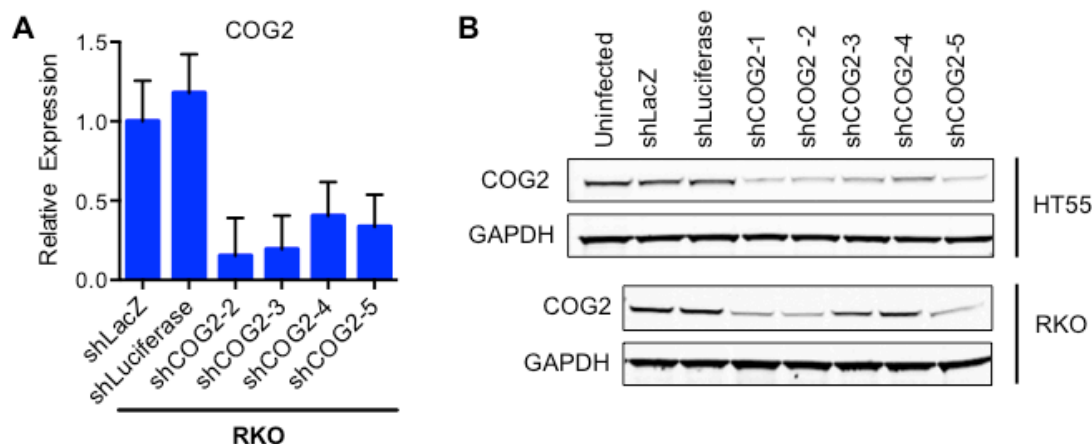 A
COG2
Relative Expression
1.5
1.0
0.5
0.0
shLacZ
shLuciferase
shCOG2-2
shCOG2-3
shCOG2-4
shCOG2-5
RKO
B
Uninfected
shLacZ
shLuciferase
shCOG2-1
shCOG2 -2
shCOG2-3
shCOG2-4
shCOG2-5
COG2
GAPDH
HT55
COG2
GAPDH
RKO